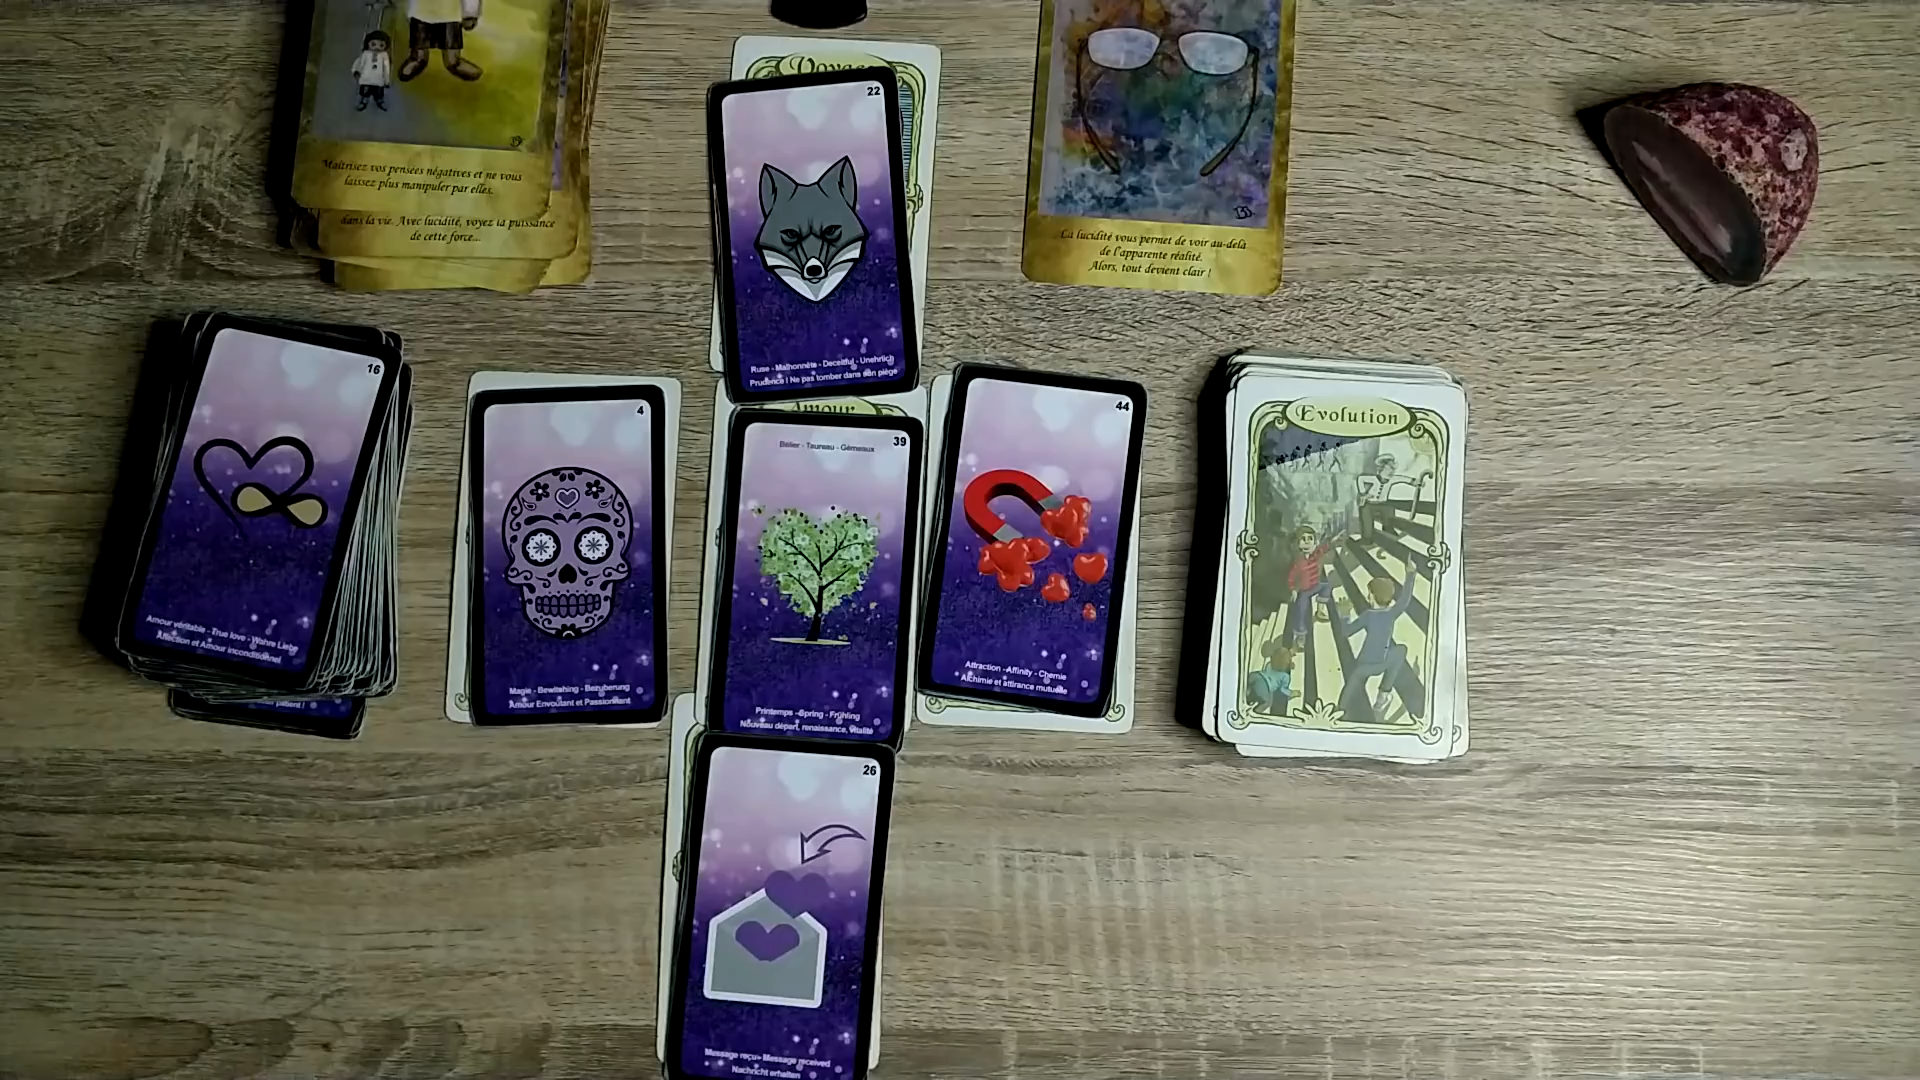 Maîtrisez vos pensées négatives et ne vous
laissez plus manipuler par elles.
dans la vie. Avec lucidité, voyez la puissance
de cette force...
La lucidité vous permet de voir au-delà
de l'apparente réalité.
Alors, tout devient clair !
22
Ruse - Malhonnête - Deceitful - Unehrlich
Prudence ! Ne pas tomber dans son piège
16
Amour véritable - True love - Wahre Liebe
Affection et Amour inconditionnel
patient !
4
Magie - Bewitshing - Bezuberung
Amour Envoûtant et Passionnant
Amour
39
Bélier - Taureau - Gémeaux
Printemps - Spring - Frühling
Nouveau départ, renaissance, vitalité
44
Attraction - Affinity - Chemie
Alchimie et attirance mutuelle
Evolution
26
Message reçu - Message received
Nachricht erhalten